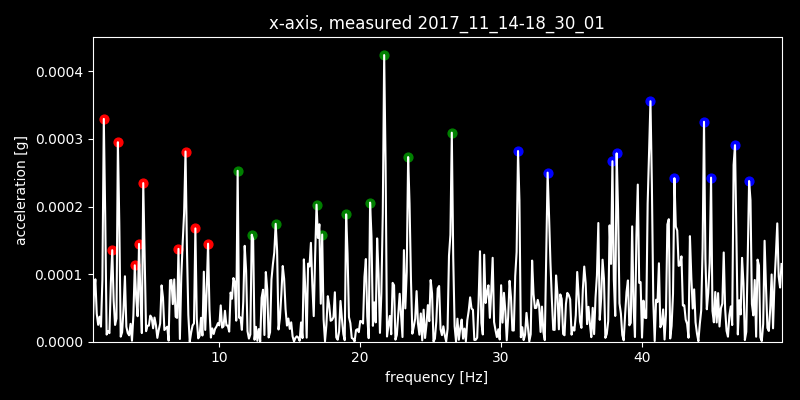 x-axis, measured 2017_11_14-18_30_01
0.0004
0.0003
0.0002
0.0001
0.0000
acceleration [g]
10 20 30 40
frequency [Hz]